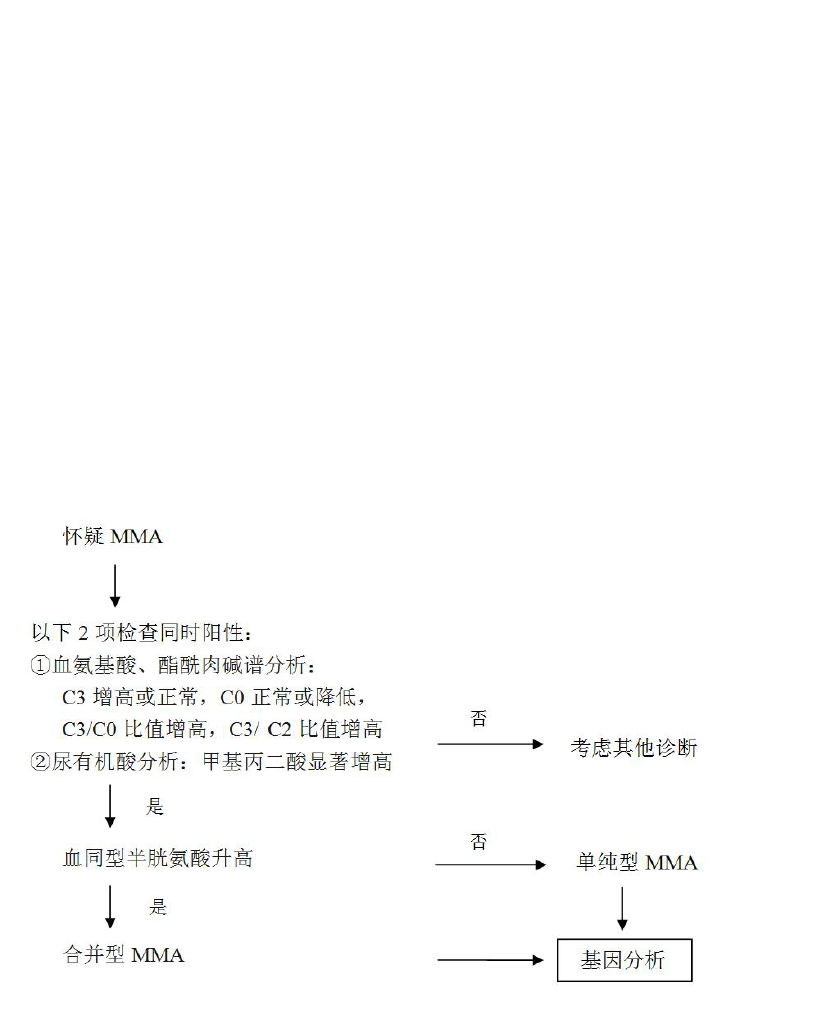 怀疑 MMA
以下 2 项检查同时阳性：
①血氨基酸、酯酰肉碱谱分析：
C3 增高或正常，C0 正常或降低，
C3/C0 比值增高，C3/ C2 比值增高
否
考虑其他诊断
②尿有机酸分析：甲基丙二酸显著增高
是
否
血同型半胱氨酸升高
单纯型 MMA
是
合并型 MMA
基因分析